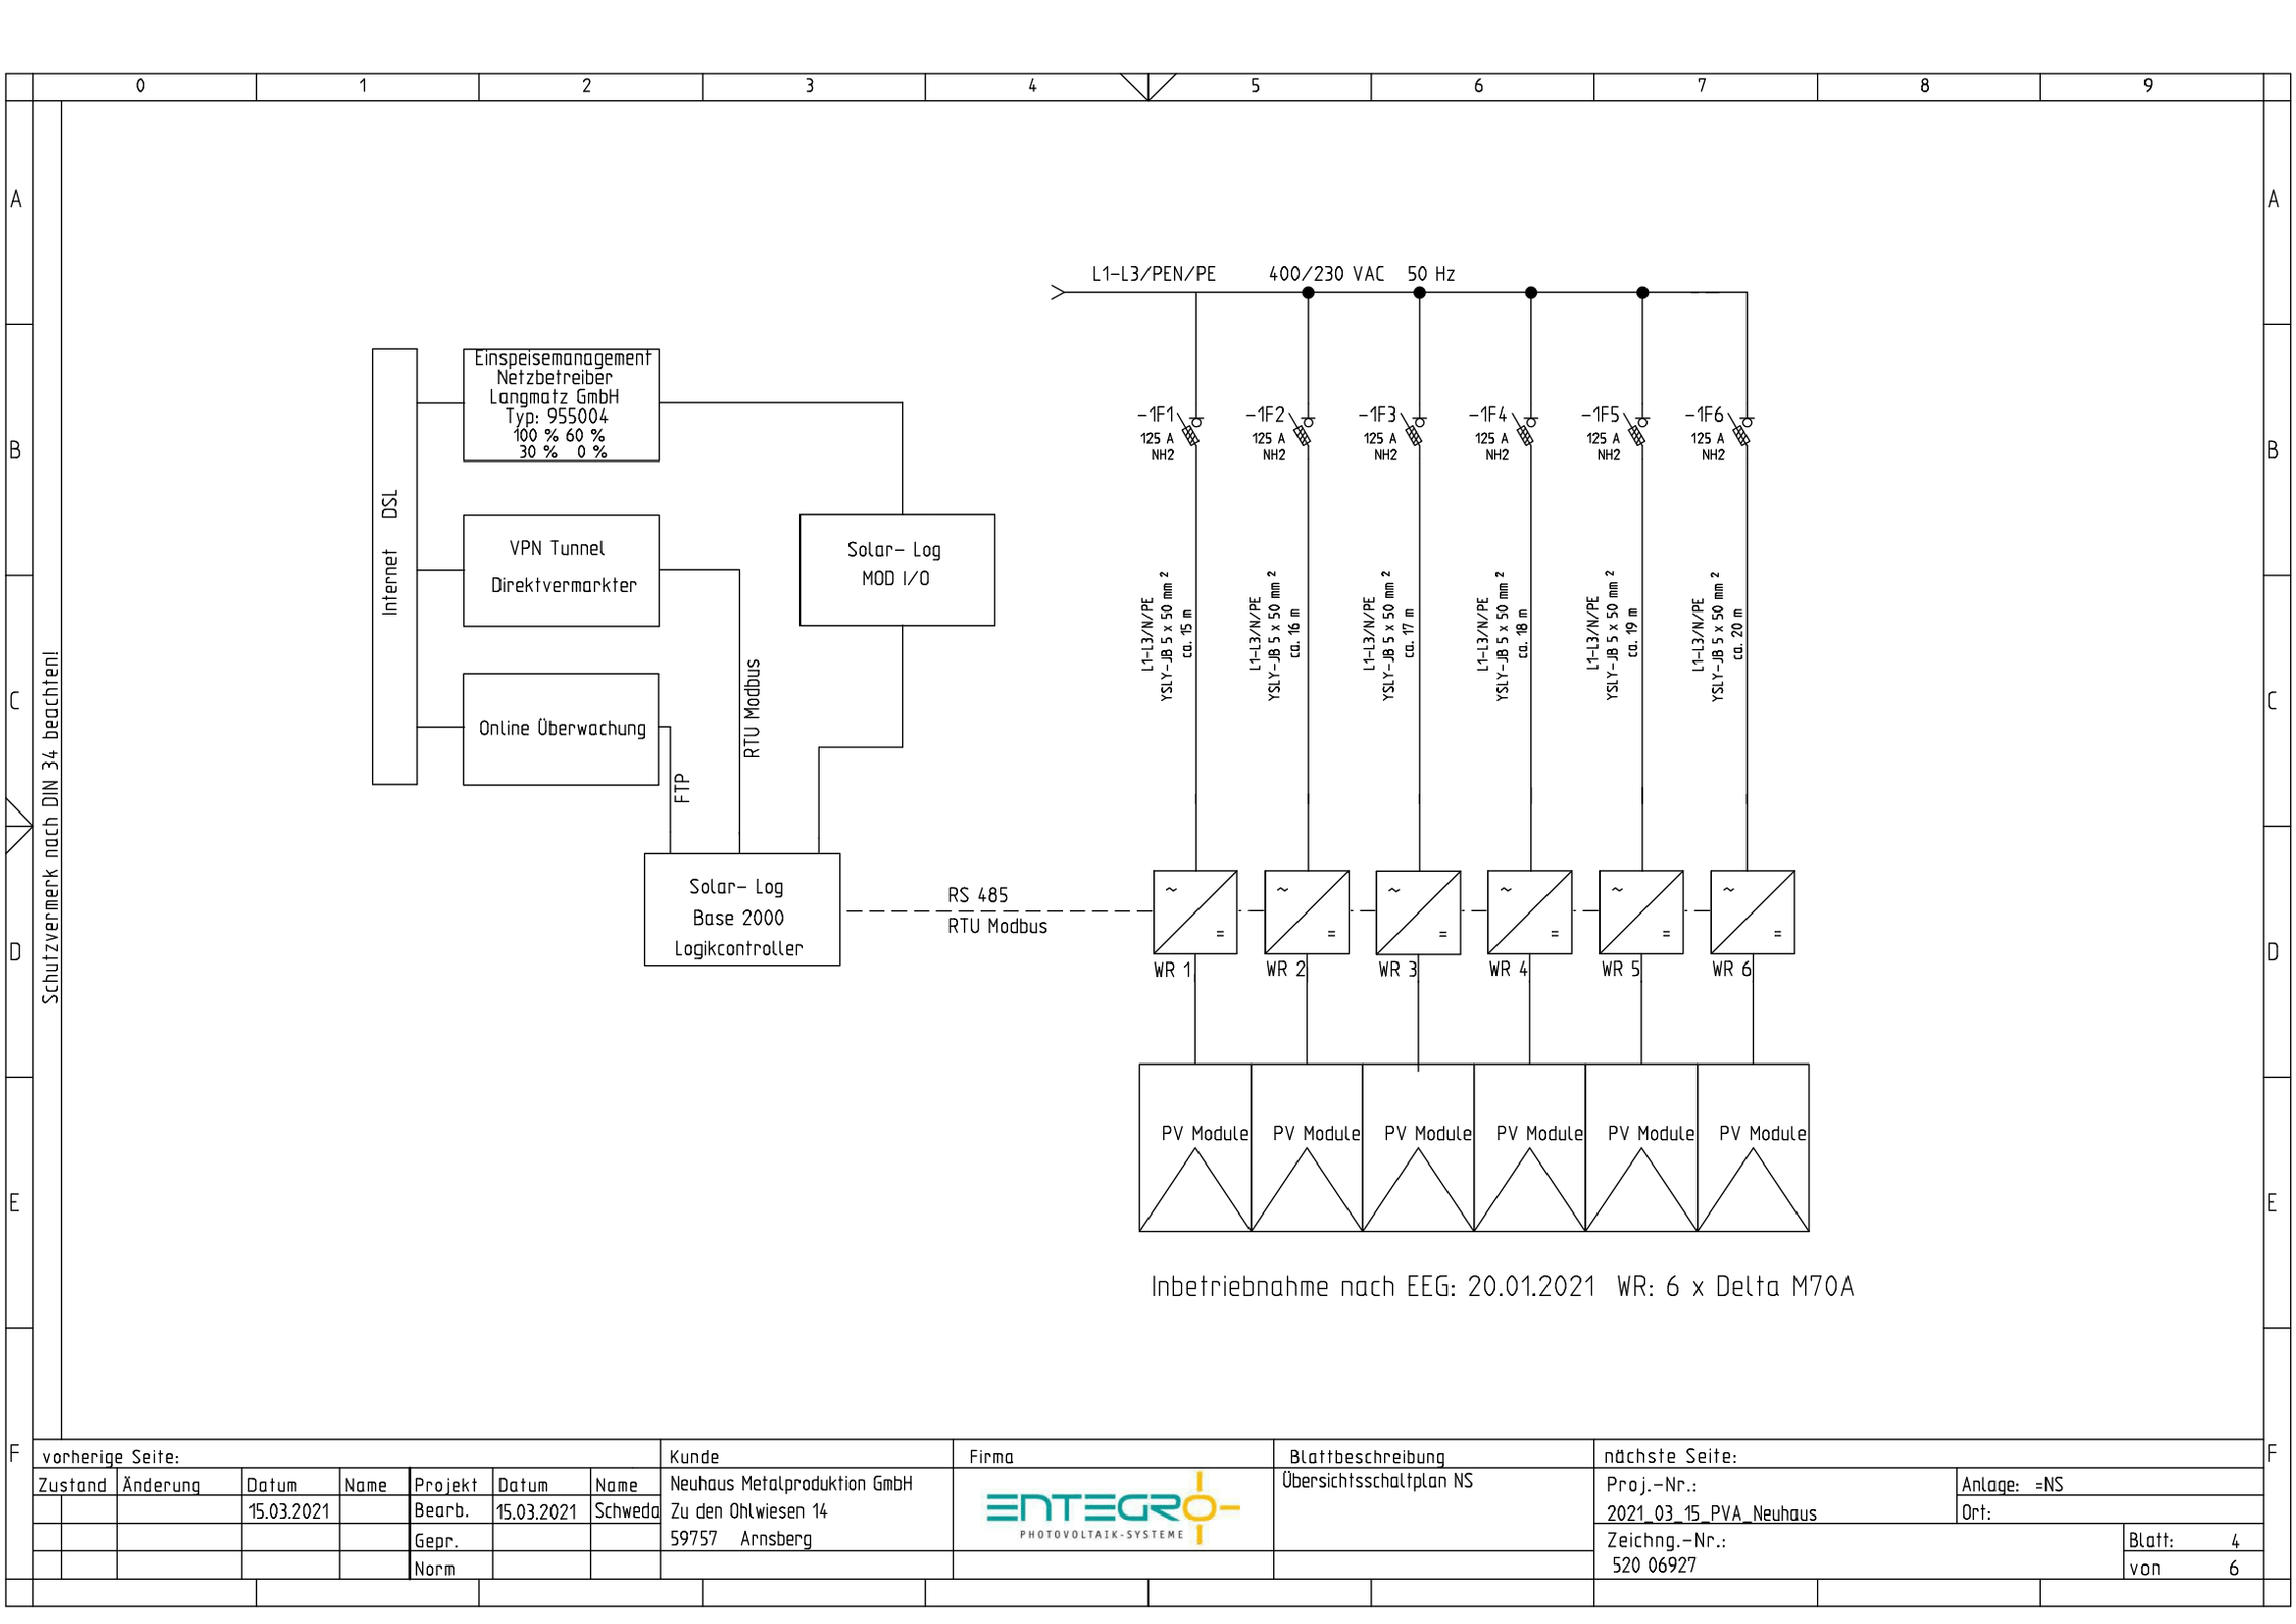 0 1 2 3 4 5 6 7 8 9
A A
B B
C C
D D
E E
F F
Schutzvermerk nach DIN 34 beachten!
L1-L3/PEN/PE 400/230 VAC 50 Hz
Internet DSL
Einspeisemanagement
Netzbetreiber
Langmatz GmbH
Typ: 955004
100 % 60 %
30 % 0 %
VPN Tunnel
Direktvermarkter
Online Überwachung
Solar- Log
MOD I/O
FTP
RTU Modbus
Solar- Log
Base 2000
Logikcontroller
RS 485
RTU Modbus
-1F1
125 A
NH2
-1F2
125 A
NH2
-1F3
125 A
NH2
-1F4
125 A
NH2
-1F5
125 A
NH2
-1F6
125 A
NH2
L1-L3/N/PE
YSLY-JB 5 x 50 mm 2
ca. 15 m
L1-L3/N/PE
YSLY-JB 5 x 50 mm 2
ca. 16 m
L1-L3/N/PE
YSLY-JB 5 x 50 mm 2
ca. 17 m
L1-L3/N/PE
YSLY-JB 5 x 50 mm 2
ca. 18 m
L1-L3/N/PE
YSLY-JB 5 x 50 mm 2
ca. 19 m
L1-L3/N/PE
YSLY-JB 5 x 50 mm 2
ca. 20 m
~ = ~ = ~ = ~ = ~ = ~ =
WR 1 WR 2 WR 3 WR 4 WR 5 WR 6
PV Module PV Module PV Module PV Module PV Module PV Module
Inbetriebnahme nach EEG: 20.01.2021 WR: 6 x Delta M70A
vorherige Seite:
Zustand Änderung Datum Name Projekt Datum Name
15.03.2021 Bearb. 15.03.2021 Schweda
Gepr.
Norm
Kunde
Neuhaus Metalproduktion GmbH
Zu den Ohlwiesen 14
59757 Arnsberg
Firma
ENTEGRO
PHOTOVOLTAIK-SYSTEME
Blattbeschreibung
Übersichtsschaltplan NS
nächste Seite:
Proj.-Nr.:
2021_03_15_PVA_Neuhaus
Anlage: =NS
Ort:
Zeichng.-Nr.:
520 06927
Blatt: 4
von 6